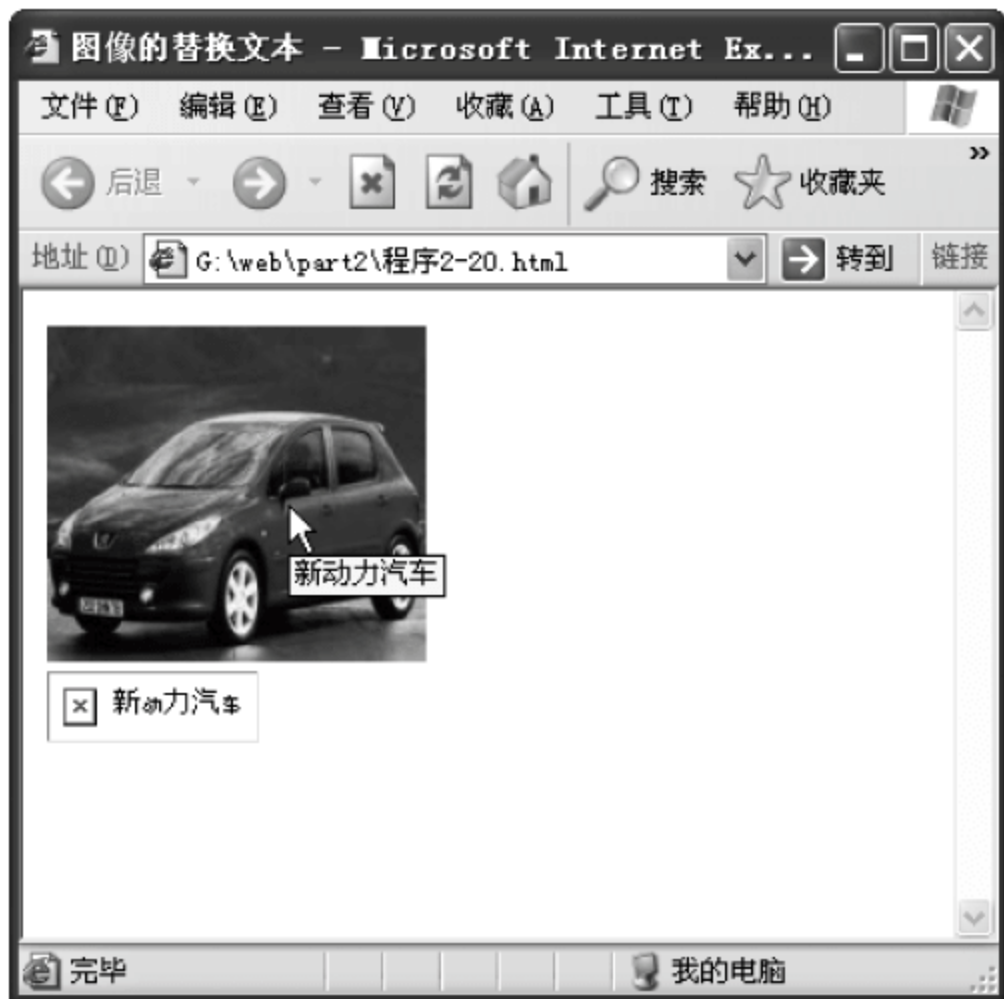 图像的替换文本 - Microsoft Internet Ex...
文件(F) 编辑(E) 查看(V) 收藏(A) 工具(T) 帮助(H)
后退 搜索 收藏夹 »
地址(D) G:\web\part2\程序2-20.html 转到 链接
新动力汽车
新动力汽车
完毕 我的电脑